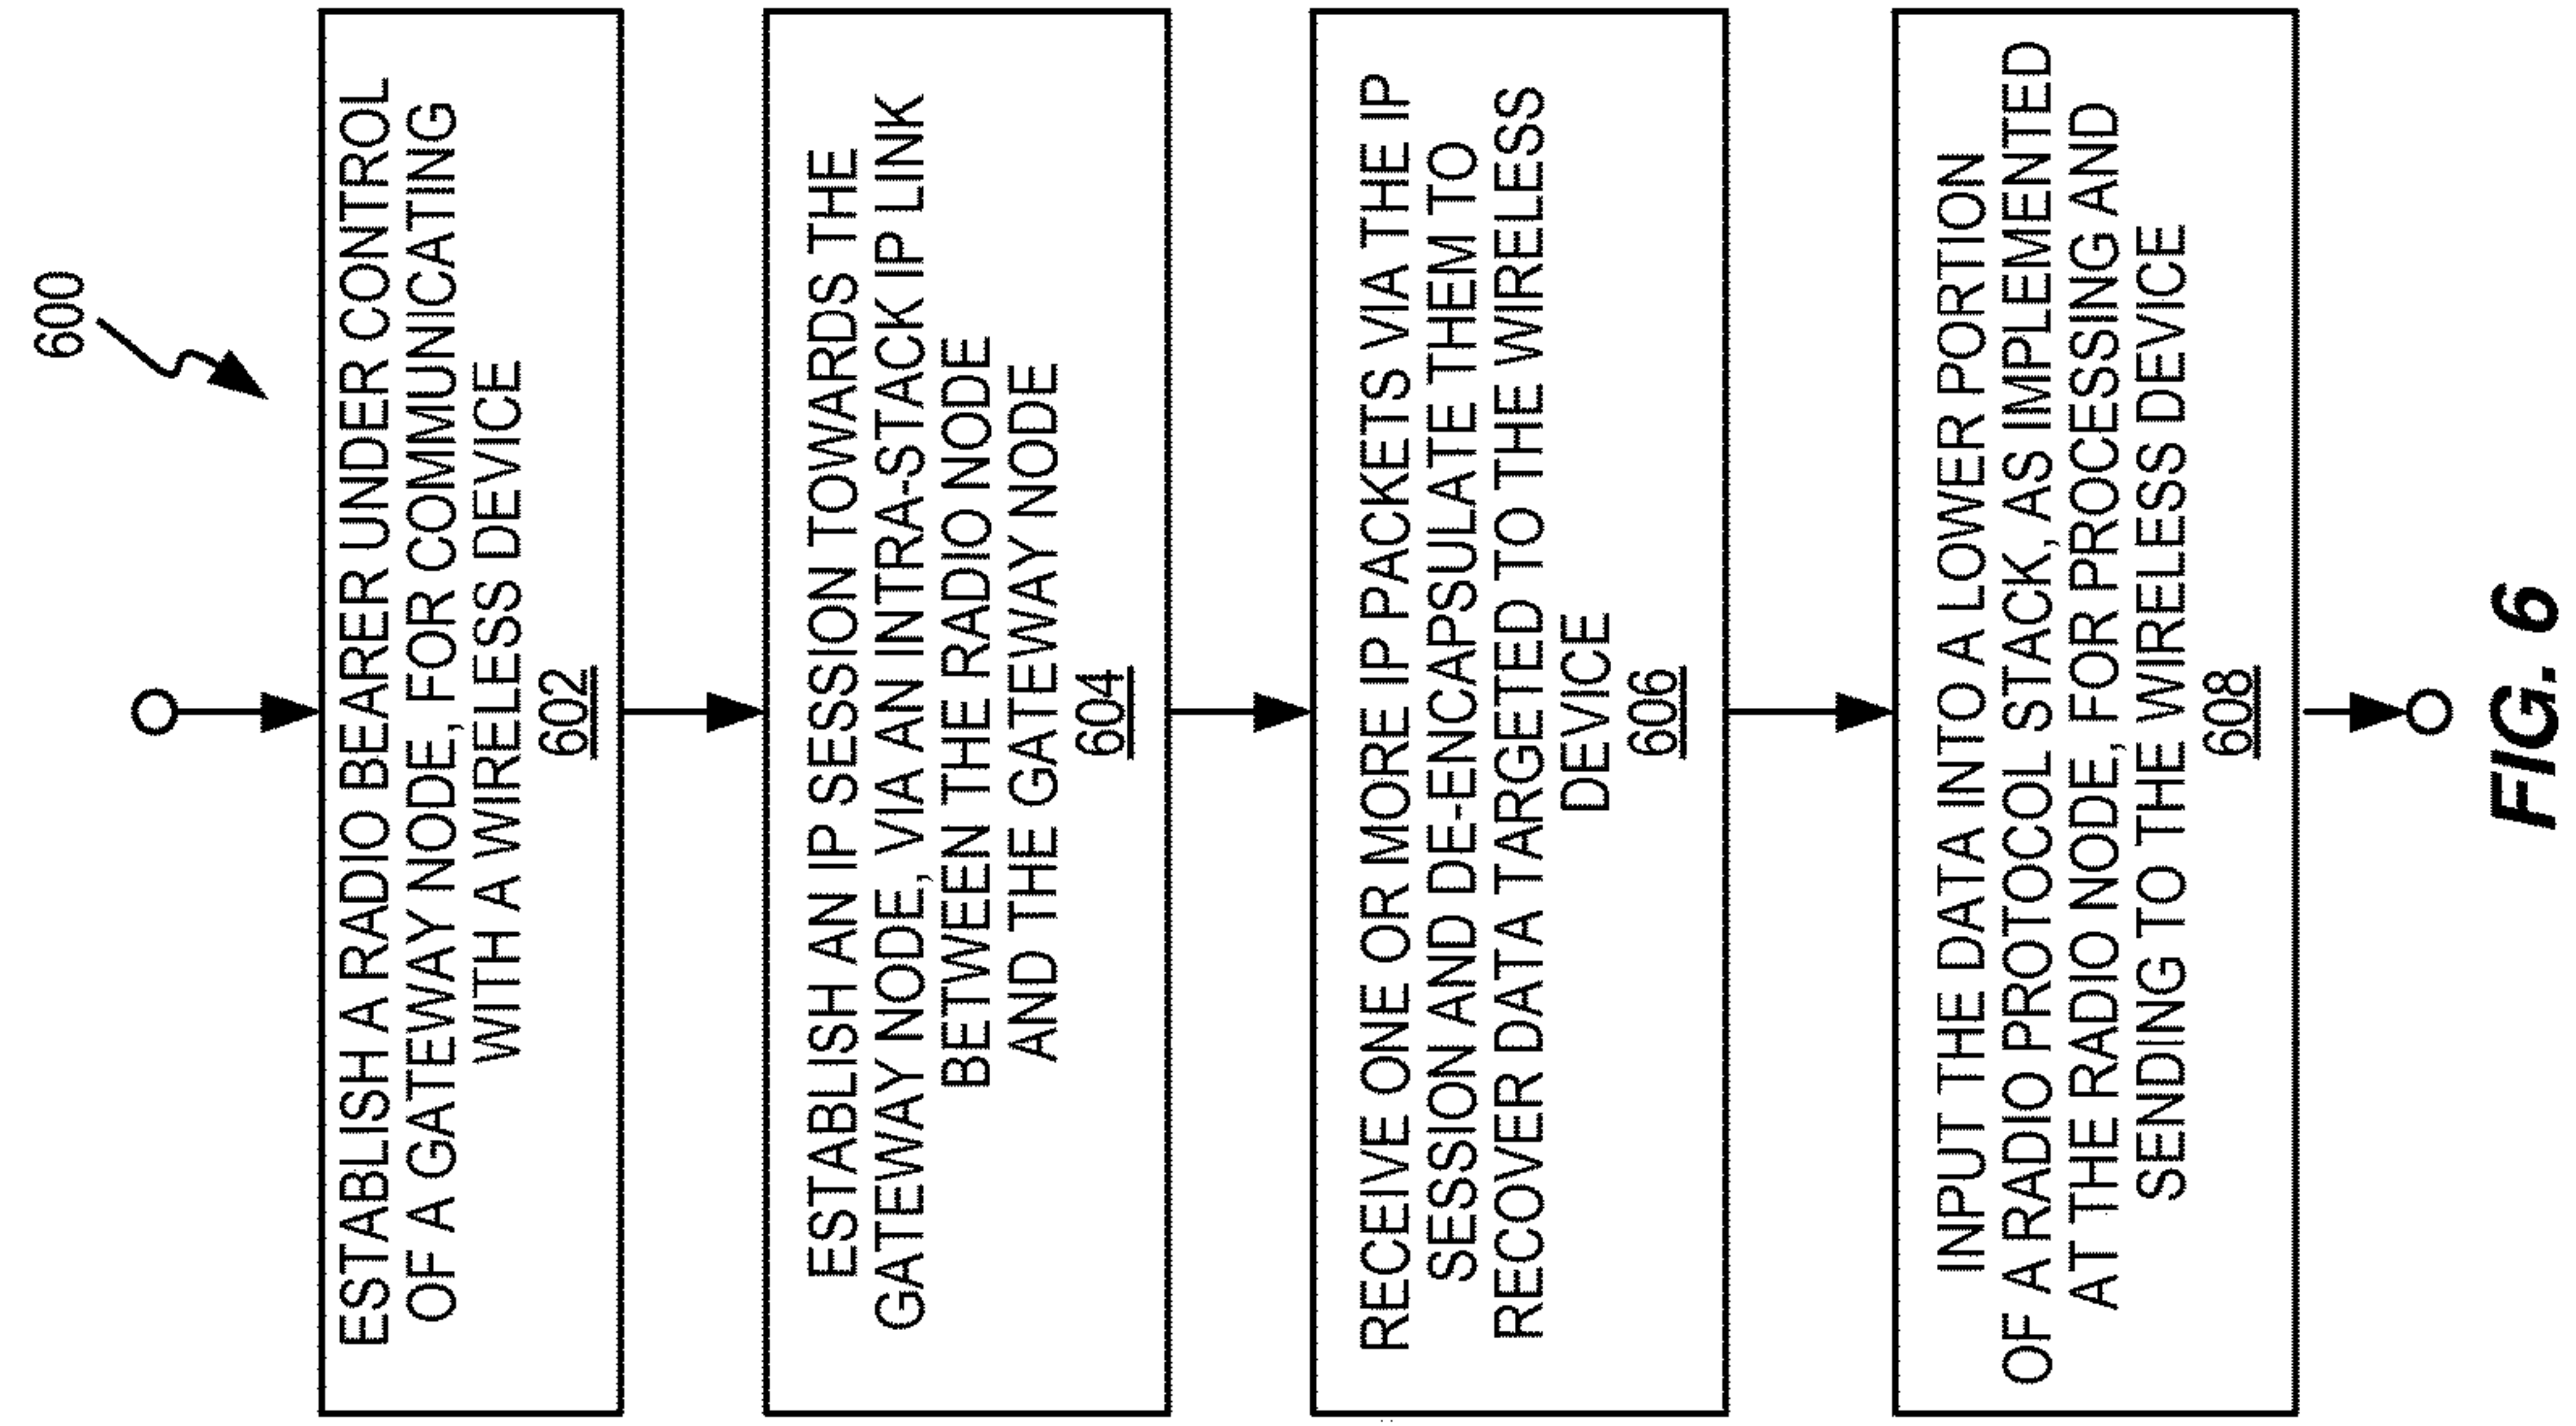 600
ESTABLISH A RADIO BEARER UNDER CONTROL
OF A GATEWAY NODE, FOR COMMUNICATING
WITH A WIRELESS DEVICE
602
ESTABLISH AN IP SESSION TOWARDS THE
GATEWAY NODE, VIA AN INTRA-STACK IP LINK
BETWEEN THE RADIO NODE
AND THE GATEWAY NODE
604
RECEIVE ONE OR MORE IP PACKETS VIA THE IP
SESSION AND DE-ENCAPSULATE THEM TO
RECOVER DATA TARGETED TO THE WIRELESS
DEVICE
606
INPUT THE DATA INTO A LOWER PORTION
OF A RADIO PROTOCOL STACK, AS IMPLEMENTED
AT THE RADIO NODE, FOR PROCESSING AND
SENDING TO THE WIRELESS DEVICE
608
FIG. 6